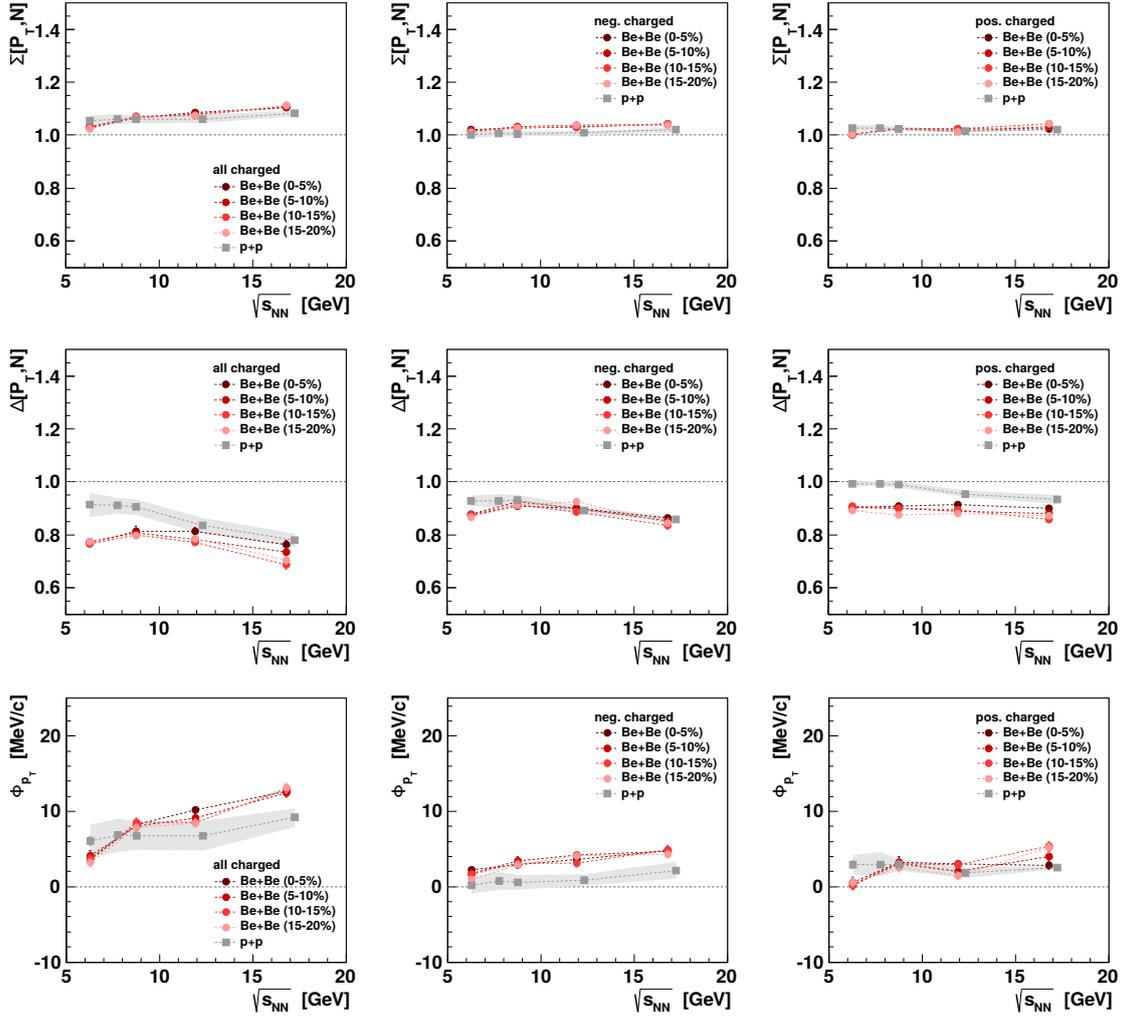 Σ[P_T,N]
1.4
1.2
1.0
0.8
0.6
all charged
Be+Be (0-5%)
Be+Be (5-10%)
Be+Be (10-15%)
Be+Be (15-20%)
p+p
5 10 15 20
√s_NN [GeV]
Σ[P_T,N]
1.4
1.2
1.0
0.8
0.6
neg. charged
Be+Be (0-5%)
Be+Be (5-10%)
Be+Be (10-15%)
Be+Be (15-20%)
p+p
5 10 15 20
√s_NN [GeV]
Σ[P_T,N]
1.4
1.2
1.0
0.8
0.6
pos. charged
Be+Be (0-5%)
Be+Be (5-10%)
Be+Be (10-15%)
Be+Be (15-20%)
p+p
5 10 15 20
√s_NN [GeV]
Δ[P_T,N]
1.4
1.2
1.0
0.8
0.6
all charged
Be+Be (0-5%)
Be+Be (5-10%)
Be+Be (10-15%)
Be+Be (15-20%)
p+p
5 10 15 20
√s_NN [GeV]
Δ[P_T,N]
1.4
1.2
1.0
0.8
0.6
neg. charged
Be+Be (0-5%)
Be+Be (5-10%)
Be+Be (10-15%)
Be+Be (15-20%)
p+p
5 10 15 20
√s_NN [GeV]
Δ[P_T,N]
1.4
1.2
1.0
0.8
0.6
pos. charged
Be+Be (0-5%)
Be+Be (5-10%)
Be+Be (10-15%)
Be+Be (15-20%)
p+p
5 10 15 20
√s_NN [GeV]
Φ_p_T [MeV/c]
20
10
0
-10
all charged
Be+Be (0-5%)
Be+Be (5-10%)
Be+Be (10-15%)
Be+Be (15-20%)
p+p
5 10 15 20
√s_NN [GeV]
Φ_p_T [MeV/c]
20
10
0
-10
neg. charged
Be+Be (0-5%)
Be+Be (5-10%)
Be+Be (10-15%)
Be+Be (15-20%)
p+p
5 10 15 20
√s_NN [GeV]
Φ_p_T [MeV/c]
20
10
0
-10
pos. charged
Be+Be (0-5%)
Be+Be (5-10%)
Be+Be (10-15%)
Be+Be (15-20%)
p+p
5 10 15 20
√s_NN [GeV]